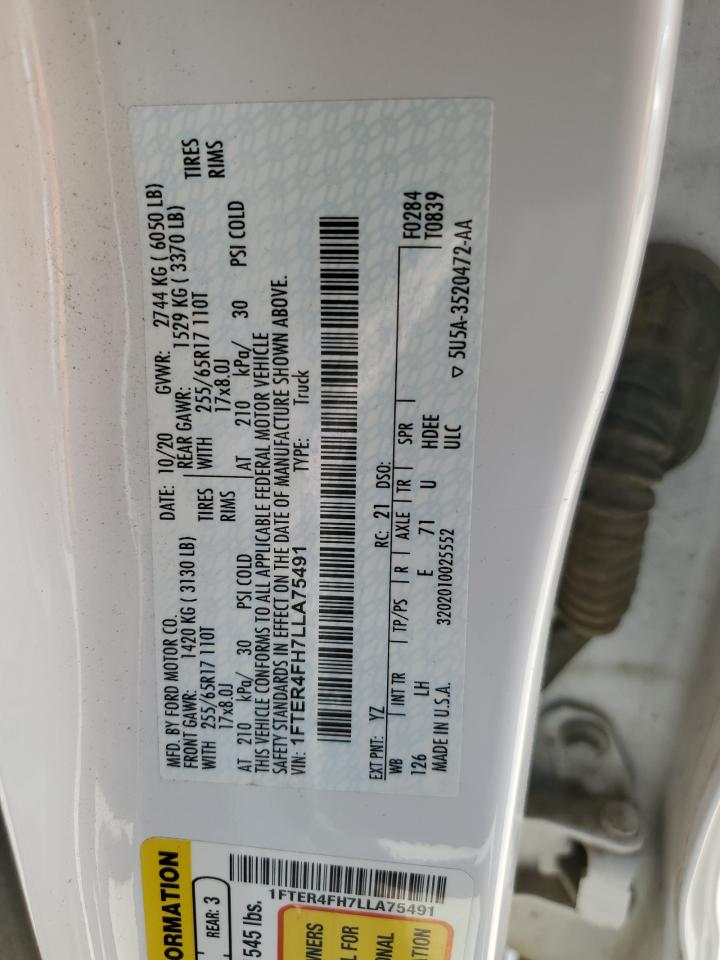 MFD. BY FORD MOTOR CO.
DATE: 10/20 GVWR: 2744 KG ( 6050 LB)
FRONT GAWR: 1420 KG ( 3130 LB)
REAR GAWR: 1529 KG ( 3370 LB)
WITH 255/65R17 110T TIRES
WITH 255/65R17 110T TIRES
17x8.0J RIMS
17x8.0J RIMS
AT 210 kPa/ 30 PSI COLD
AT 210 kPa/ 30 PSI COLD
THIS VEHICLE CONFORMS TO ALL APPLICABLE FEDERAL MOTOR VEHICLE
SAFETY STANDARDS IN EFFECT ON THE DATE OF MANUFACTURE SHOWN ABOVE.
VIN: 1FTER4FH7LLA75491 TYPE: Truck
EXT PNT: YZ RC: 21 DSO: F0284
WB INT TR TP/PS R AXLE TR SPR T0839
126 LH E 71 U HDEE
MADE IN U.S.A. 3202010025552 ULC
▽ 5U5A-3520472-AA
ORMATION
REAR: 3
545 lbs.
1FTER4FH7LLA75491
WNERS
L FOR
ONAL
ATION